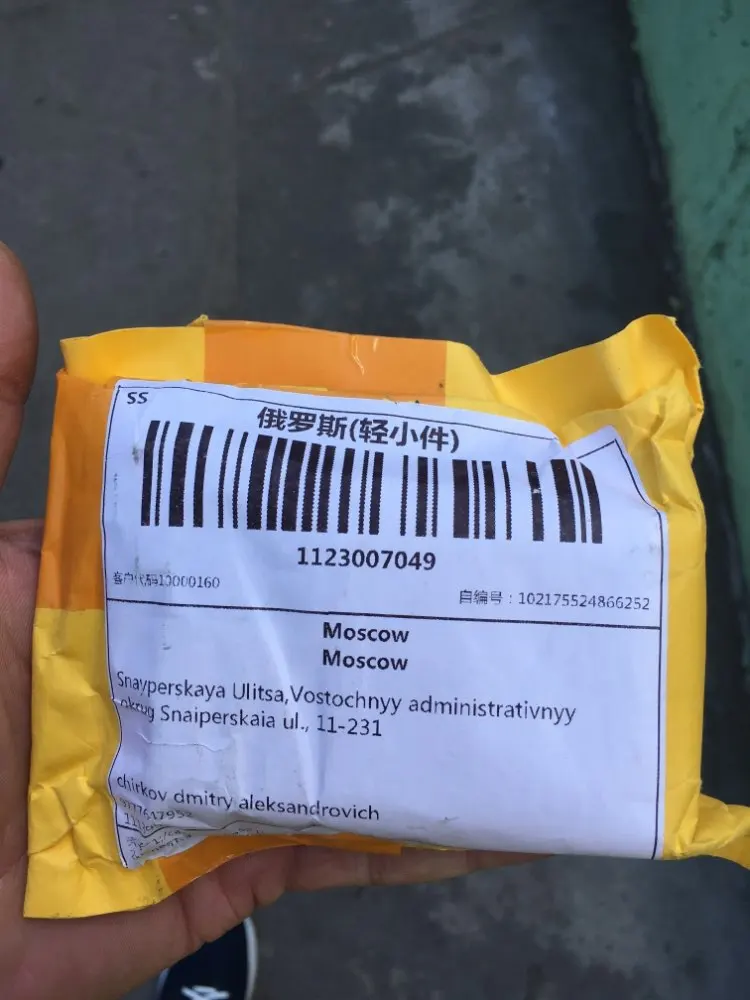 SS
俄罗斯(轻小件)
1123007049
客户代码10000160
自编号：102175524866252
Moscow
Moscow
Snayperskaya Ulitsa,Vostochnyy administrativnyy
okrug Snaiperskaia ul., 11-231
chirkov dmitry aleksandrovich